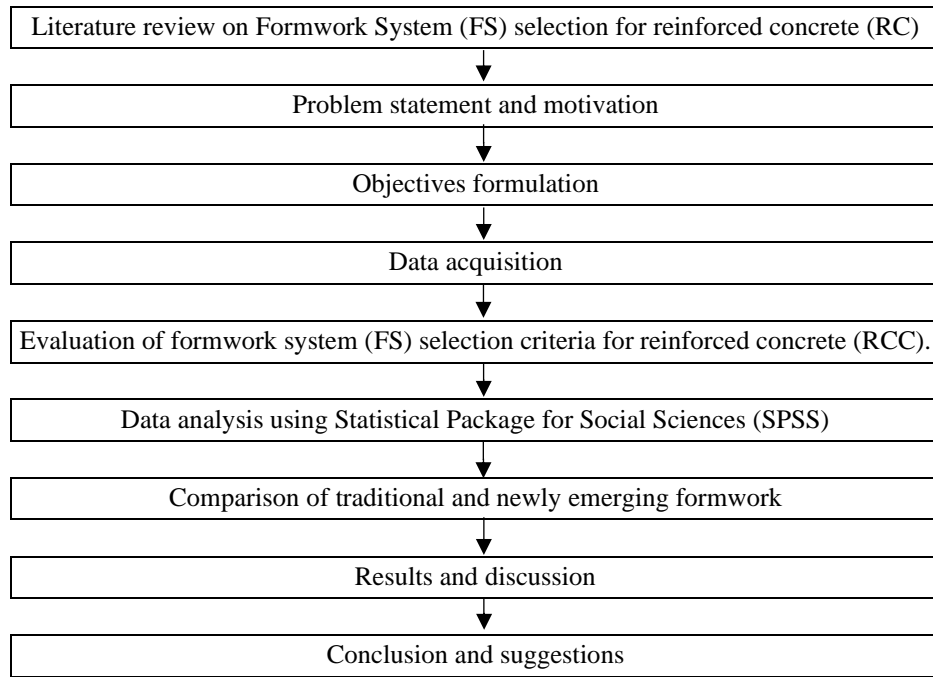 Literature review on Formwork System (FS) selection for reinforced concrete (RC)
Problem statement and motivation
Objectives formulation
Data acquisition
Evaluation of formwork system (FS) selection criteria for reinforced concrete (RCC).
Data analysis using Statistical Package for Social Sciences (SPSS)
Comparison of traditional and newly emerging formwork
Results and discussion
Conclusion and suggestions